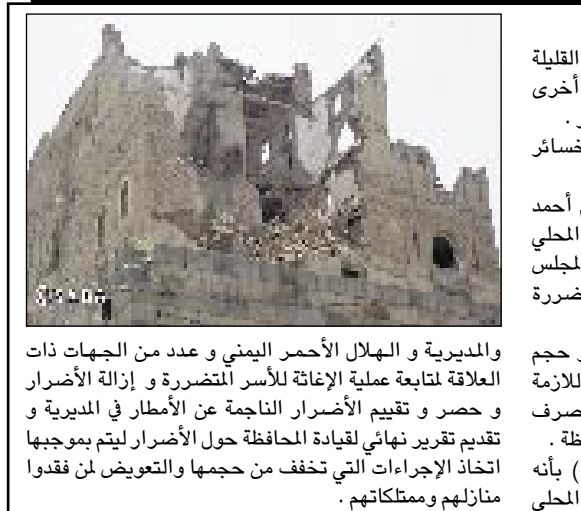 القليلة
أخرى
ر .
خسائر
أحمد
المحلي
لمجلس
ضررة
حجم
للازمة
صرف
ظة .
) بأنه
المحلي
والمديرية و الهلال الأحمر اليمني و عدد من الجهات ذات
العلاقة لمتابعة عملية الإغاثة للأسر المتضررة و إزالة الأضرار
و حصر و تقييم الأضرار الناجمة عن الأمطار في المديرية و
تقديم تقرير نهائي لقيادة المحافظة حول الأضرار ليتم بموجبها
اتخاذ الإجراءات التي تخفف من حجمها والتعويض لمن فقدوا
منازلهم وممتلكاتهم .